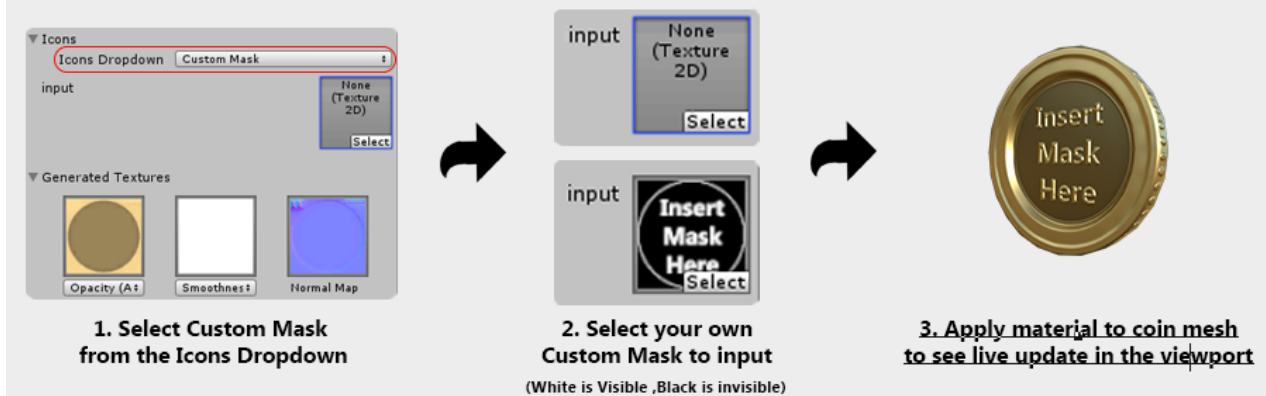 Icons
Icons Dropdown Custom Mask
input
None
(Texture
2D)
Select
Generated Textures
Opacity (A
Smoothnes
Normal Map
1. Select Custom Mask
from the Icons Dropdown
input
None
(Texture
2D)
Select
input
Insert
Mask
Here
Select
2. Select your own
Custom Mask to input
(White is Visible ,Black is invisible)
Insert
Mask
Here
3. Apply material to coin mesh
to see live update in the viewport